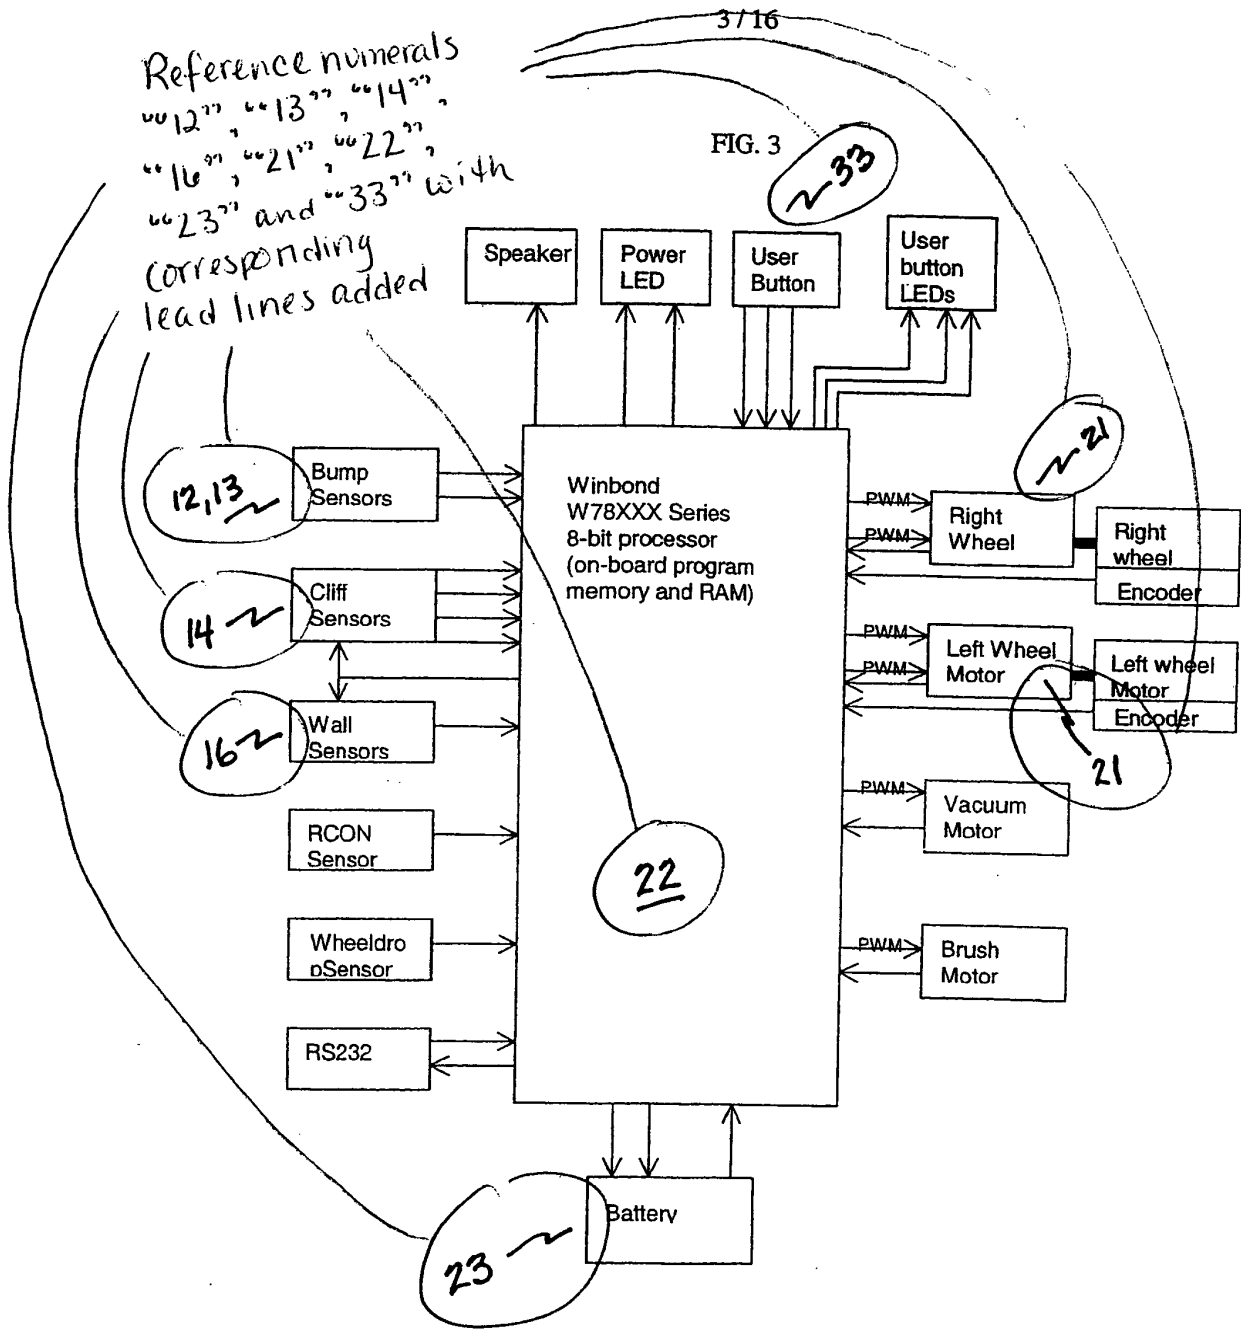 3 / 16
Reference numerals
"12", "13", "14",
"16", "21", "22",
"23" and "33" with
corresponding
lead lines added
FIG. 3
33
Speaker
Power
LED
User
Button
User
button
LEDs
12,13
Bump
Sensors
Winbond
W78XXX Series
8-bit processor
(on-board program
memory and RAM)
21
PWM
PWM
Right
Wheel
Right
wheel
Encoder
14
Cliff
Sensors
PWM
PWM
Left Wheel
Motor
Left wheel
Motor
Encoder
21
16
Wall
Sensors
PWM
Vacuum
Motor
RCON
Sensor
22
Wheeldro
pSensor
PWM
Brush
Motor
RS232
Battery
23